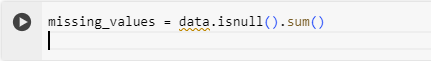 missing_values = data.isnull().sum()